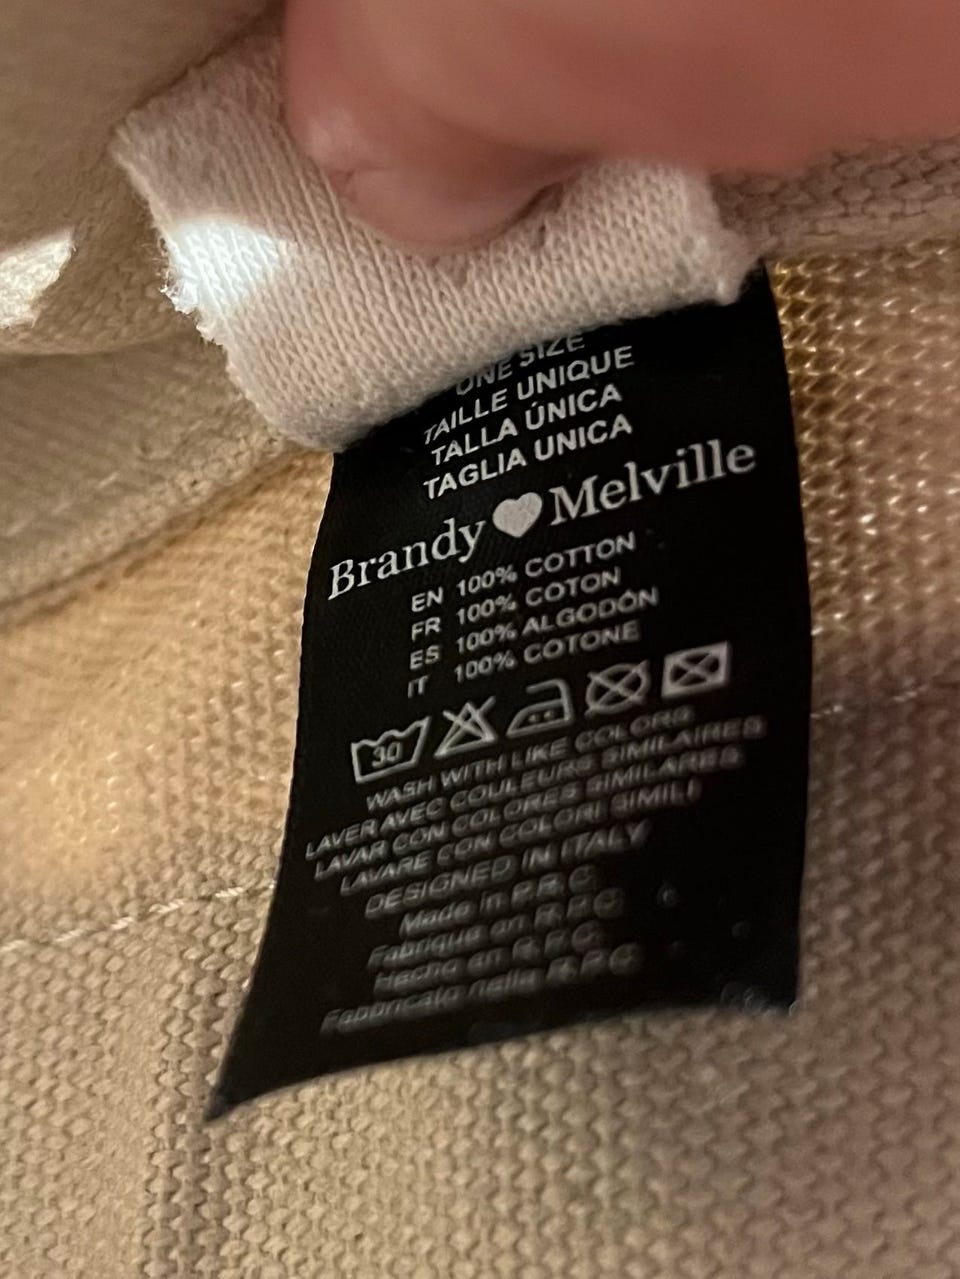 ONE SIZE
TAILLE UNIQUE
TALLA ÚNICA
TAGLIA UNICA
Brandy Melville
EN 100% COTTON
FR 100% COTON
ES 100% ALGODÓN
IT 100% COTONE
30
WASH WITH LIKE COLORS
LAVER AVEC COULEURS SIMILAIRES
LAVAR CON COLORES SIMILARES
LAVARE CON COLORI SIMILI
DESIGNED IN ITALY
Made in P.R.C.
Fabriqué en R.P.C.
Hecho en R.P.C.
Fabbricato nella R.P.C.